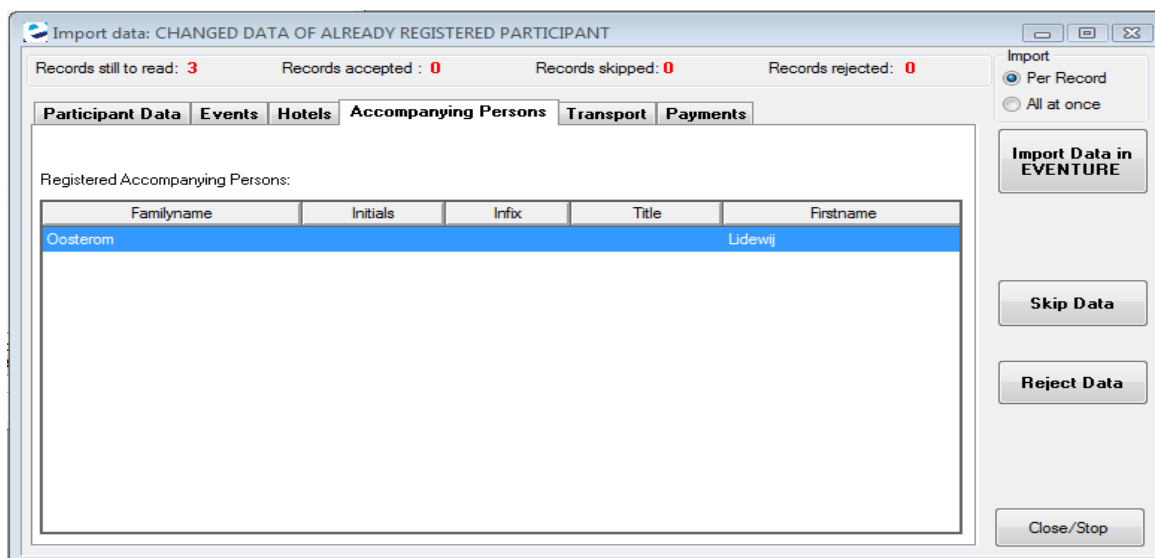 Import data: CHANGED DATA OF ALREADY REGISTERED PARTICIPANT
Records still to read: 3 Records accepted : 0 Records skipped: 0 Records rejected: 0
Import
Per Record
All at once
Participant Data Events Hotels Accompanying Persons Transport Payments
Import Data in
EVENTURE
Registered Accompanying Persons:
Familyname Initials Infix Title Firstname
Oosterom Lidewij
Skip Data
Reject Data
Close/Stop